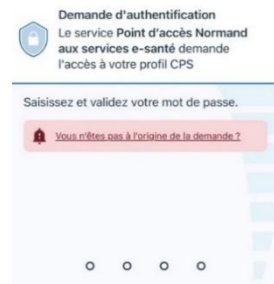 Demande d'authentification
Le service Point d'accès Normand
aux services e-santé demande
l'accès à votre profil CPS
Saisissez et validez votre mot de passe.
Vous n'êtes pas à l'origine de la demande ?